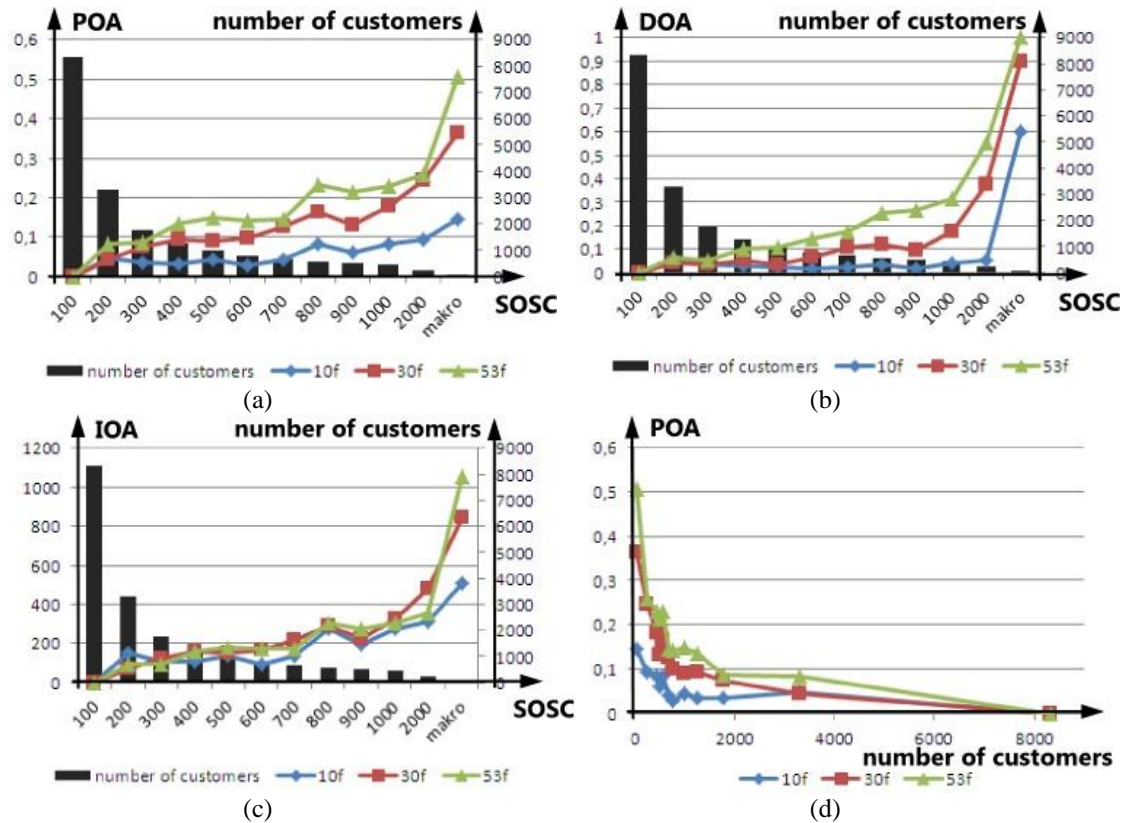 POA number of customers
0,6 9000
8000
0,5
7000
0,4 6000
5000
0,3
4000
0,2 3000
2000
0,1
1000
0 0
100 200 300 400 500 600 700 800 900 1000 2000 makro SOSC
number of customers 10f 30f 53f
(a)
DOA number of customers
1 9000
0,9 8000
0,8 7000
0,7 6000
0,6
5000
0,5
4000
0,4
0,3 3000
0,2 2000
0,1 1000
0 0
100 200 300 400 500 600 700 800 900 1000 2000 makro SOSC
number of customers 10f 30f 53f
(b)
IOA number of customers
1200 9000
8000
1000
7000
800 6000
5000
600
4000
400 3000
2000
200
1000
0 0
100 200 300 400 500 600 700 800 900 1000 2000 makro SOSC
number of customers 10f 30f 53f
(c)
POA
0,6
0,5
0,4
0,3
0,2
0,1
0
0 2000 4000 6000 8000
number of customers
10f 30f 53f
(d)